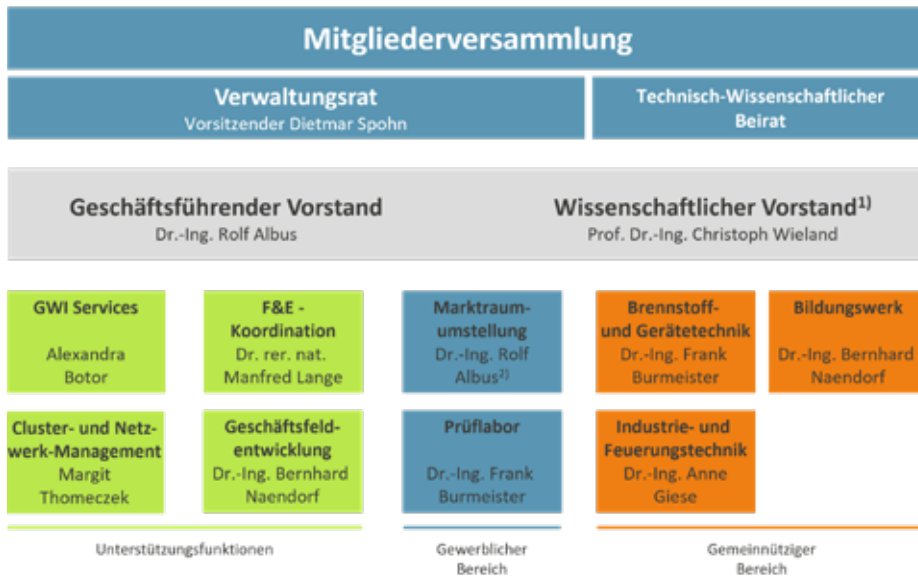 Mitgliederversammlung
Verwaltungsrat
Vorsitzender Dietmar Spohn
Technisch-Wissenschaftlicher
Beirat
Geschäftsführender Vorstand
Dr.-Ing. Rolf Albus
Wissenschaftlicher Vorstand1)
Prof. Dr.-Ing. Christoph Wieland
GWI Services
Alexandra
Botor
F&E -
Koordination
Dr. rer. nat.
Manfred Lange
Marktraum-
umstellung
Dr.-Ing. Rolf
Albus2)
Brennstoff-
und Gerätetechnik
Dr.-Ing. Frank
Burmeister
Bildungswerk
Dr.-Ing. Bernhard
Naendorf
Cluster- und Netz-
werk-Management
Margit
Thomeczek
Geschäftsfeld-
entwicklung
Dr.-Ing. Bernhard
Naendorf
Prüflabor
Dr.-Ing. Frank
Burmeister
Industrie- und
Feuerungstechnik
Dr.-Ing. Anne
Giese
Unterstützungsfunktionen
Gewerblicher
Bereich
Gemeinnütziger
Bereich